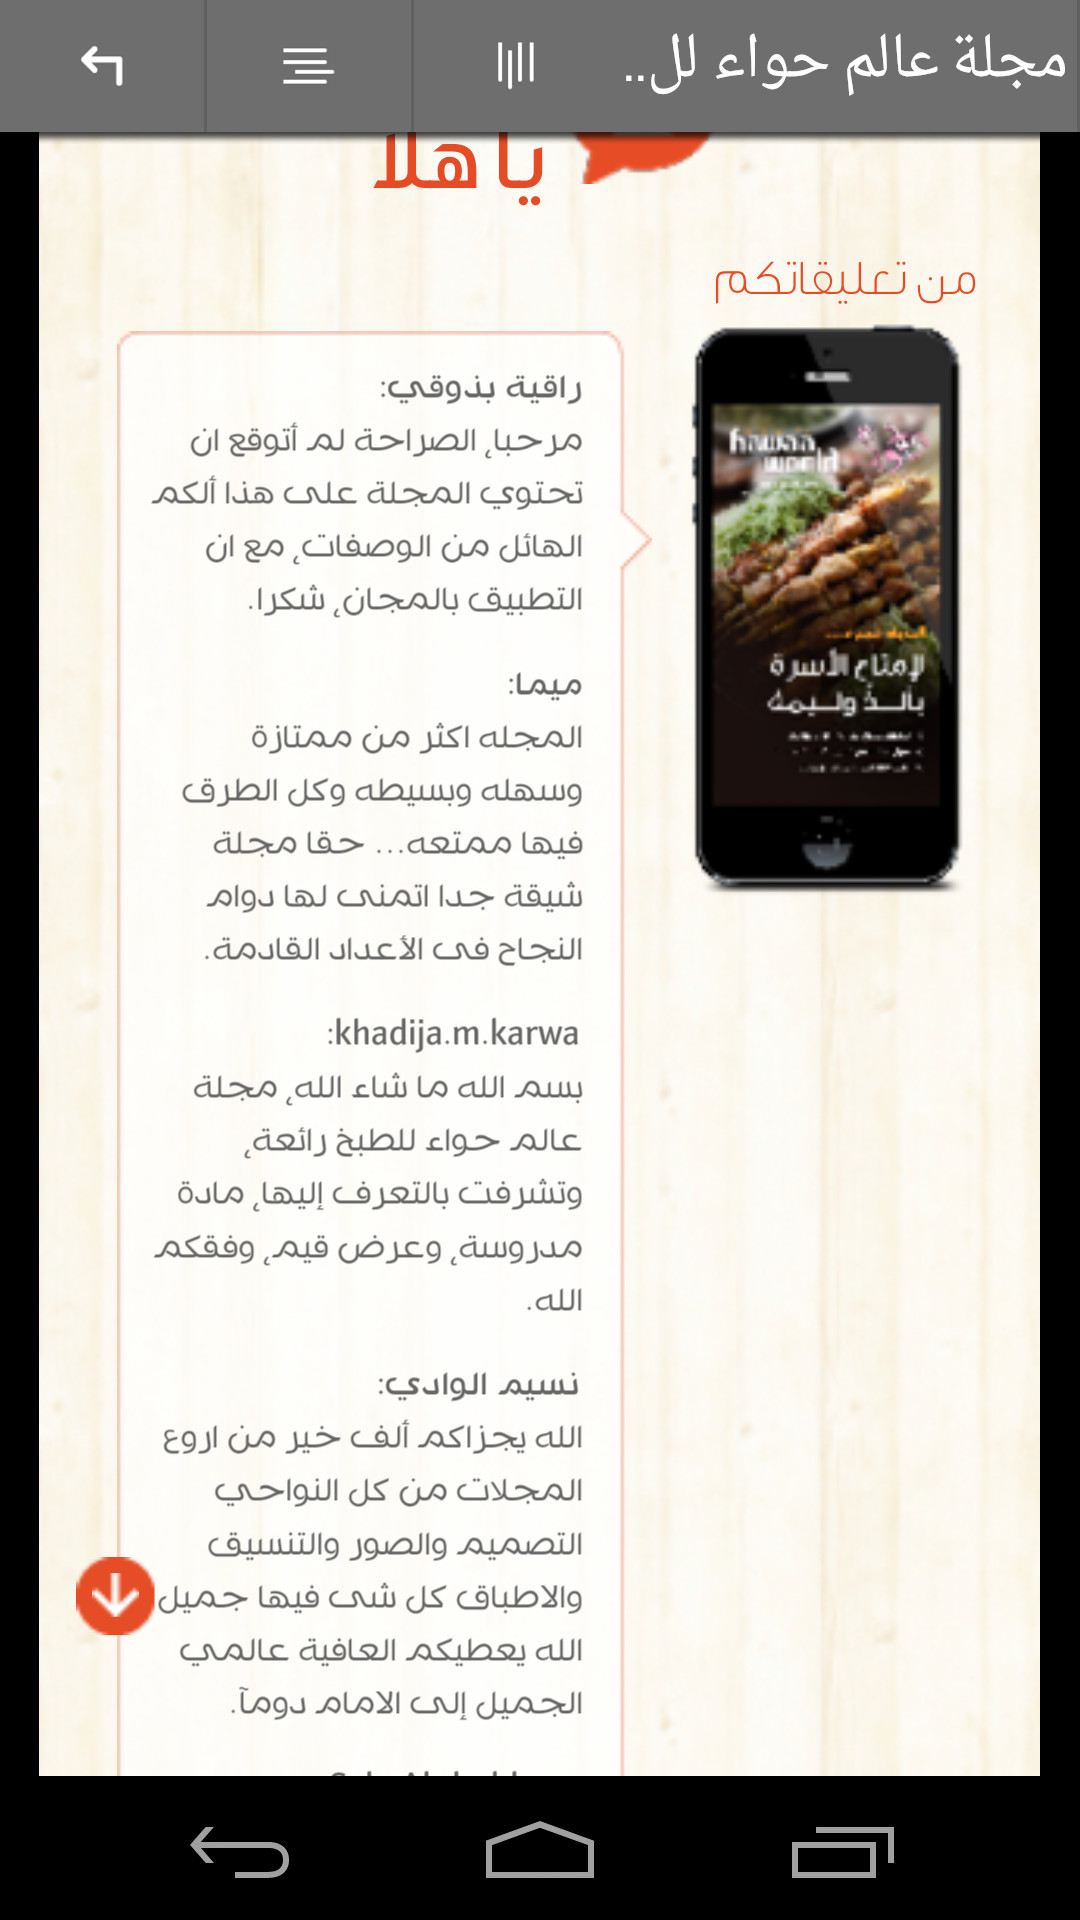 مجلة عالم حواء لل..
يا هلا
من تعليقاتكم
hawaa
world
لإمتاع الأسرة
بألذّ وليمة
راقية بذوقي:
مرحبا، الصراحة لم أتوقع ان
تحتوي المجلة على هذا ألكم
الهائل من الوصفات، مع ان
التطبيق بالمجان، شكرا.
ميما:
المجله اكثر من ممتازة
وسهله وبسيطه وكل الطرق
فيها ممتعه... حقا مجلة
شيقة جدا اتمنى لها دوام
النجاح فى الأعداد القادمة.
khadija.m.karwa:
بسم الله ما شاء الله، مجلة
عالم حواء للطبخ رائعة،
وتشرفت بالتعرف إليها، مادة
مدروسة، وعرض قيم، وفقكم
الله.
نسيم الوادي:
الله يجزاكم ألف خير من اروع
المجلات من كل النواحي
التصميم والصور والتنسيق
والاطباق كل شى فيها جميل
الله يعطيكم العافية عالمي
الجميل إلى الامام دومآ.